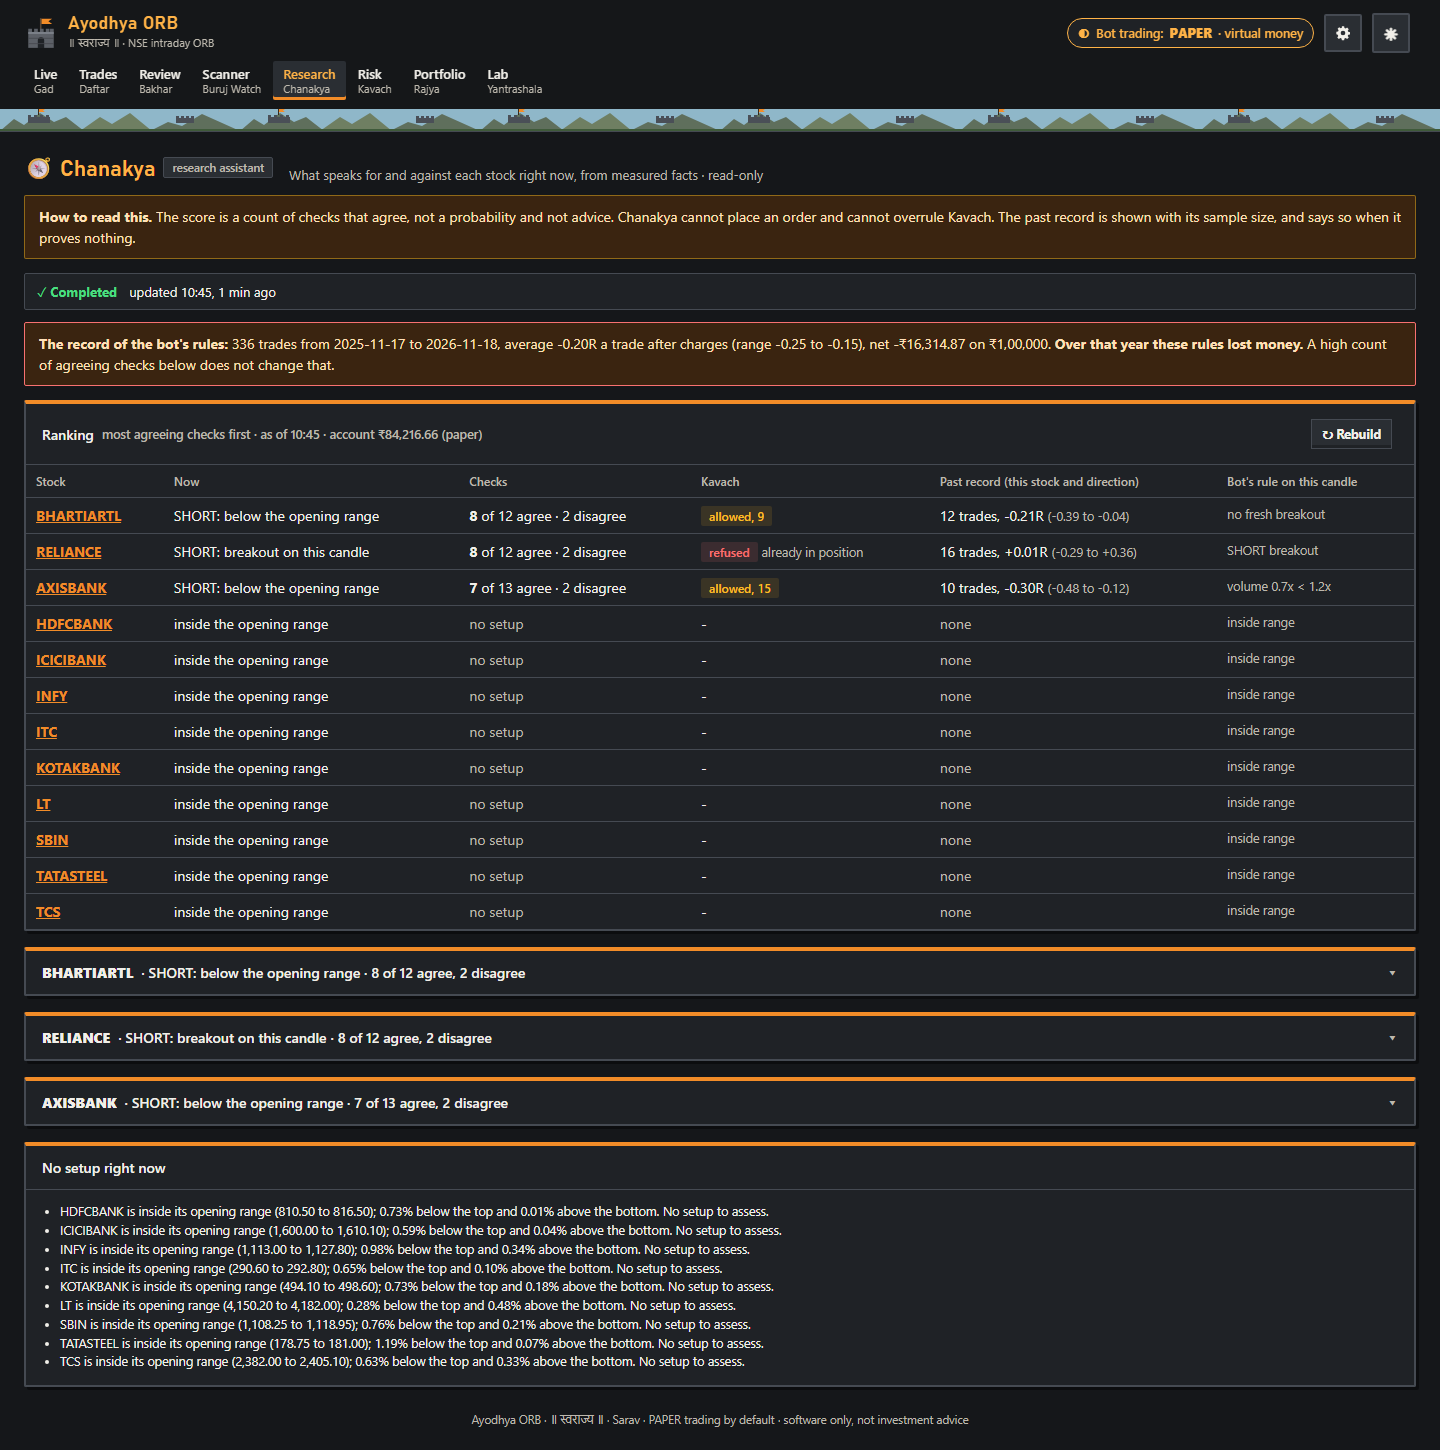 Ayodhya ORB
॥ स्वराज्य ॥ · NSE intraday ORB
Bot trading: PAPER · virtual money
Live Trades Review Scanner Research Risk Portfolio Lab
Gad Daftar Bakhar Buruj Watch Chanakya Kavach Rajya Yantrashala
Chanakya research assistant What speaks for and against each stock right now, from measured facts · read-only
How to read this. The score is a count of checks that agree, not a probability and not advice. Chanakya cannot place an order and cannot overrule Kavach. The past record is shown with its sample size, and says so when it
proves nothing.
✓ Completed updated 10:45, 1 min ago
The record of the bot's rules: 336 trades from 2025-11-17 to 2026-11-18, average -0.20R a trade after charges (range -0.25 to -0.15), net -₹16,314.87 on ₹1,00,000. Over that year these rules lost money. A high count
of agreeing checks below does not change that.
Ranking most agreeing checks first · as of 10:45 · account ₹84,216.66 (paper) ↻ Rebuild
Stock Now Checks Kavach Past record (this stock and direction) Bot's rule on this candle
BHARTIARTL SHORT: below the opening range 8 of 12 agree · 2 disagree allowed, 9 12 trades, -0.21R (-0.39 to -0.04) no fresh breakout
RELIANCE SHORT: breakout on this candle 8 of 12 agree · 2 disagree refused already in position 16 trades, +0.01R (-0.29 to +0.36) SHORT breakout
AXISBANK SHORT: below the opening range 7 of 13 agree · 2 disagree allowed, 15 10 trades, -0.30R (-0.48 to -0.12) volume 0.7x < 1.2x
HDFCBANK inside the opening range no setup - none inside range
ICICIBANK inside the opening range no setup - none inside range
INFY inside the opening range no setup - none inside range
ITC inside the opening range no setup - none inside range
KOTAKBANK inside the opening range no setup - none inside range
LT inside the opening range no setup - none inside range
SBIN inside the opening range no setup - none inside range
TATASTEEL inside the opening range no setup - none inside range
TCS inside the opening range no setup - none inside range
BHARTIARTL · SHORT: below the opening range · 8 of 12 agree, 2 disagree
RELIANCE · SHORT: breakout on this candle · 8 of 12 agree, 2 disagree
AXISBANK · SHORT: below the opening range · 7 of 13 agree, 2 disagree
No setup right now
• HDFCBANK is inside its opening range (810.50 to 816.50); 0.73% below the top and 0.01% above the bottom. No setup to assess.
• ICICIBANK is inside its opening range (1,600.00 to 1,610.10); 0.59% below the top and 0.04% above the bottom. No setup to assess.
• INFY is inside its opening range (1,113.00 to 1,127.80); 0.98% below the top and 0.34% above the bottom. No setup to assess.
• ITC is inside its opening range (290.60 to 292.80); 0.65% below the top and 0.10% above the bottom. No setup to assess.
• KOTAKBANK is inside its opening range (494.10 to 498.60); 0.73% below the top and 0.18% above the bottom. No setup to assess.
• LT is inside its opening range (4,150.20 to 4,182.00); 0.28% below the top and 0.48% above the bottom. No setup to assess.
• SBIN is inside its opening range (1,108.25 to 1,118.95); 0.76% below the top and 0.21% above the bottom. No setup to assess.
• TATASTEEL is inside its opening range (178.75 to 181.00); 1.19% below the top and 0.07% above the bottom. No setup to assess.
• TCS is inside its opening range (2,382.00 to 2,405.10); 0.63% below the top and 0.33% above the bottom. No setup to assess.
Ayodhya ORB · ॥ स्वराज्य ॥ · Sarav · PAPER trading by default · software only, not investment advice